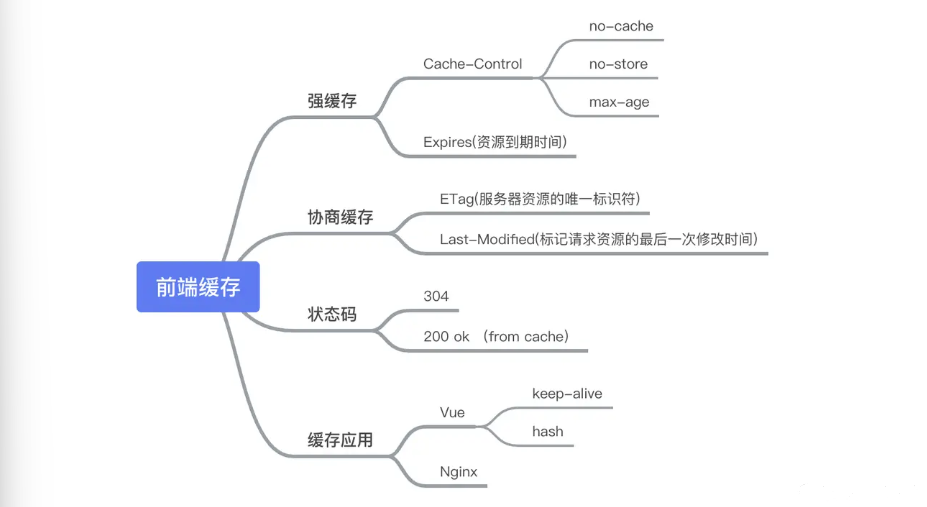 前端缓存
强缓存
Cache-Control
no-cache
no-store
max-age
Expires(资源到期时间)
协商缓存
ETag(服务器资源的唯一标识符)
Last-Modified(标记请求资源的最后一次修改时间)
状态码
304
200 ok （from cache）
缓存应用
Vue
keep-alive
hash
Nginx